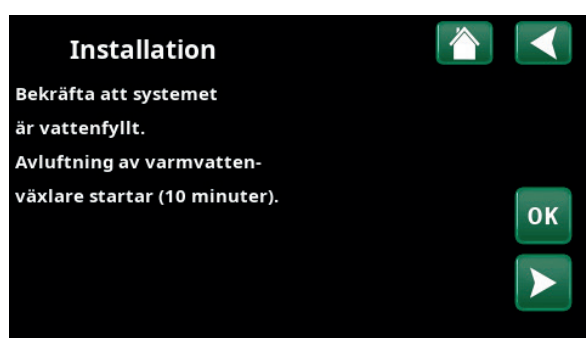 Installation
Bekräfta att systemet
är vattenfyllt.
Avluftning av varmvatten-
växlare startar (10 minuter).
OK